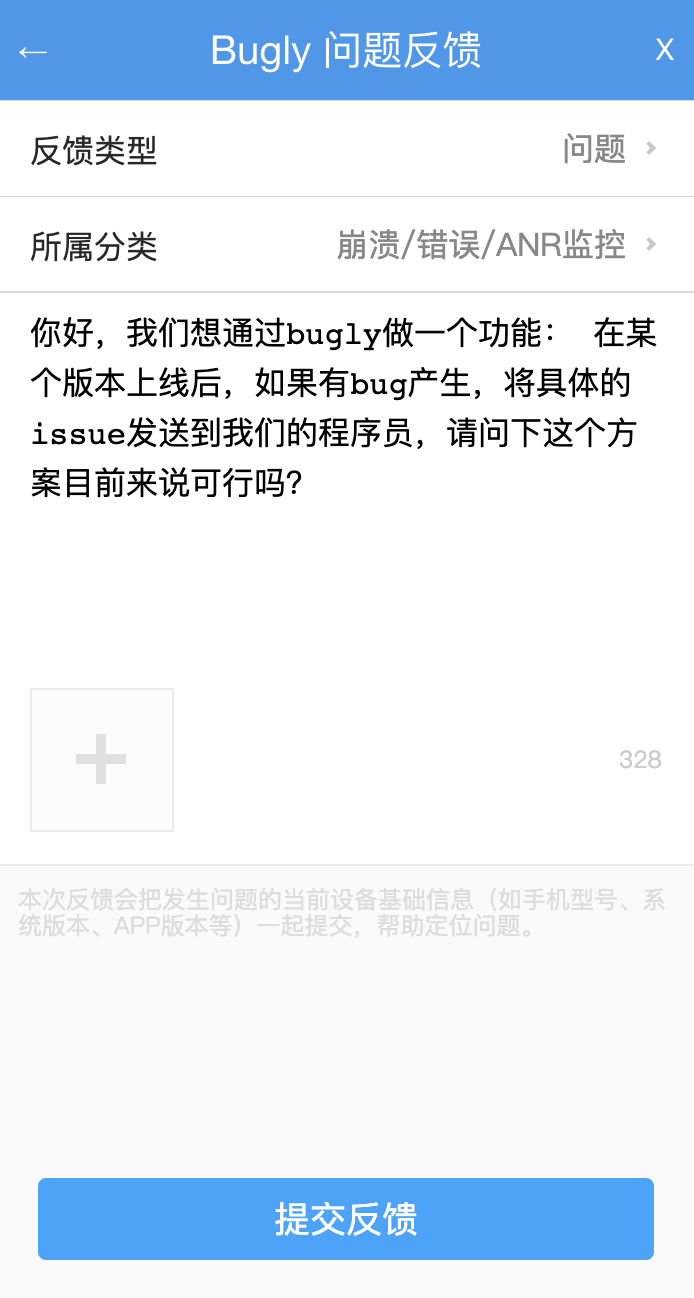 ← Bugly 问题反馈 X
反馈类型 问题 ›
所属分类 崩溃/错误/ANR监控 ›
你好，我们想通过bugly做一个功能： 在某
个版本上线后，如果有bug产生，将具体的
issue发送到我们的程序员，请问下这个方
案目前来说可行吗？
328
本次反馈会把发生问题的当前设备基础信息（如手机型号、系
统版本、APP版本等）一起提交，帮助定位问题。
提交反馈